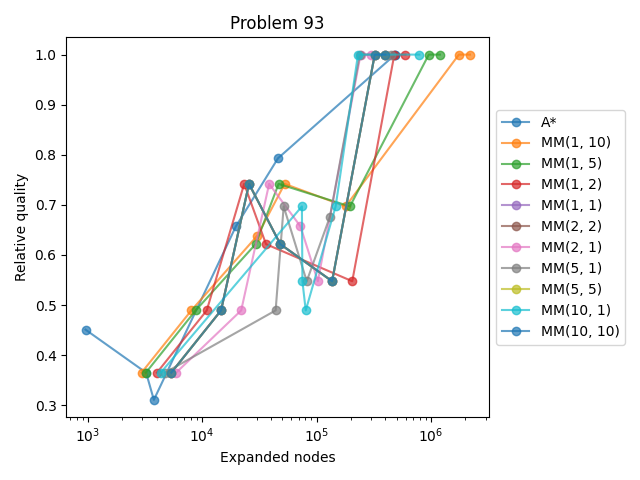 Problem 93
Relative quality
1.0
0.9
0.8
0.7
0.6
0.5
0.4
0.3
10³
10⁴
10⁵
10⁶
Expanded nodes
A*
MM(1, 10)
MM(1, 5)
MM(1, 2)
MM(1, 1)
MM(2, 2)
MM(2, 1)
MM(5, 1)
MM(5, 5)
MM(10, 1)
MM(10, 10)